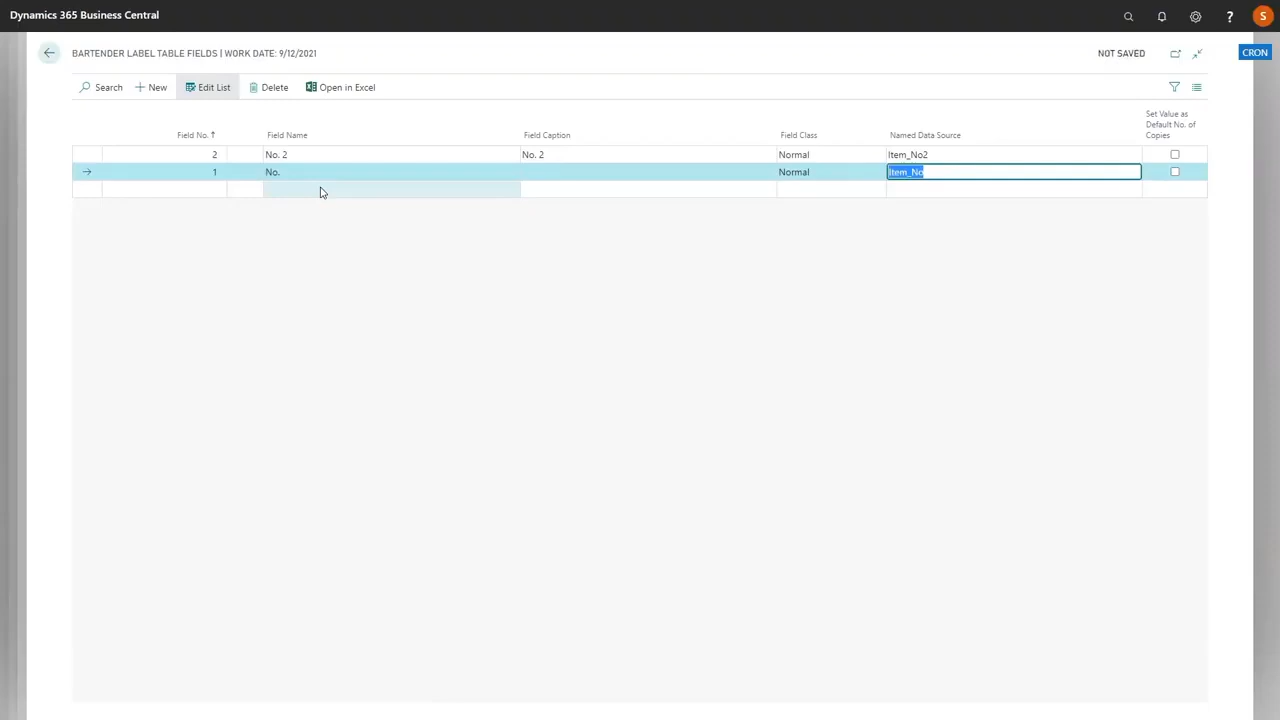 Dynamics 365 Business Central
?
S
BARTENDER LABEL TABLE FIELDS | WORK DATE: 9/12/2021
NOT SAVED
CRON
Search
New
Edit List
Delete
Open in Excel
Field No. ↑
Field Name
Field Caption
Field Class
Named Data Source
Set Value as
Default No. of
Copies
2 No. 2 No. 2 Normal Item_No2
1 No. Normal Item_No